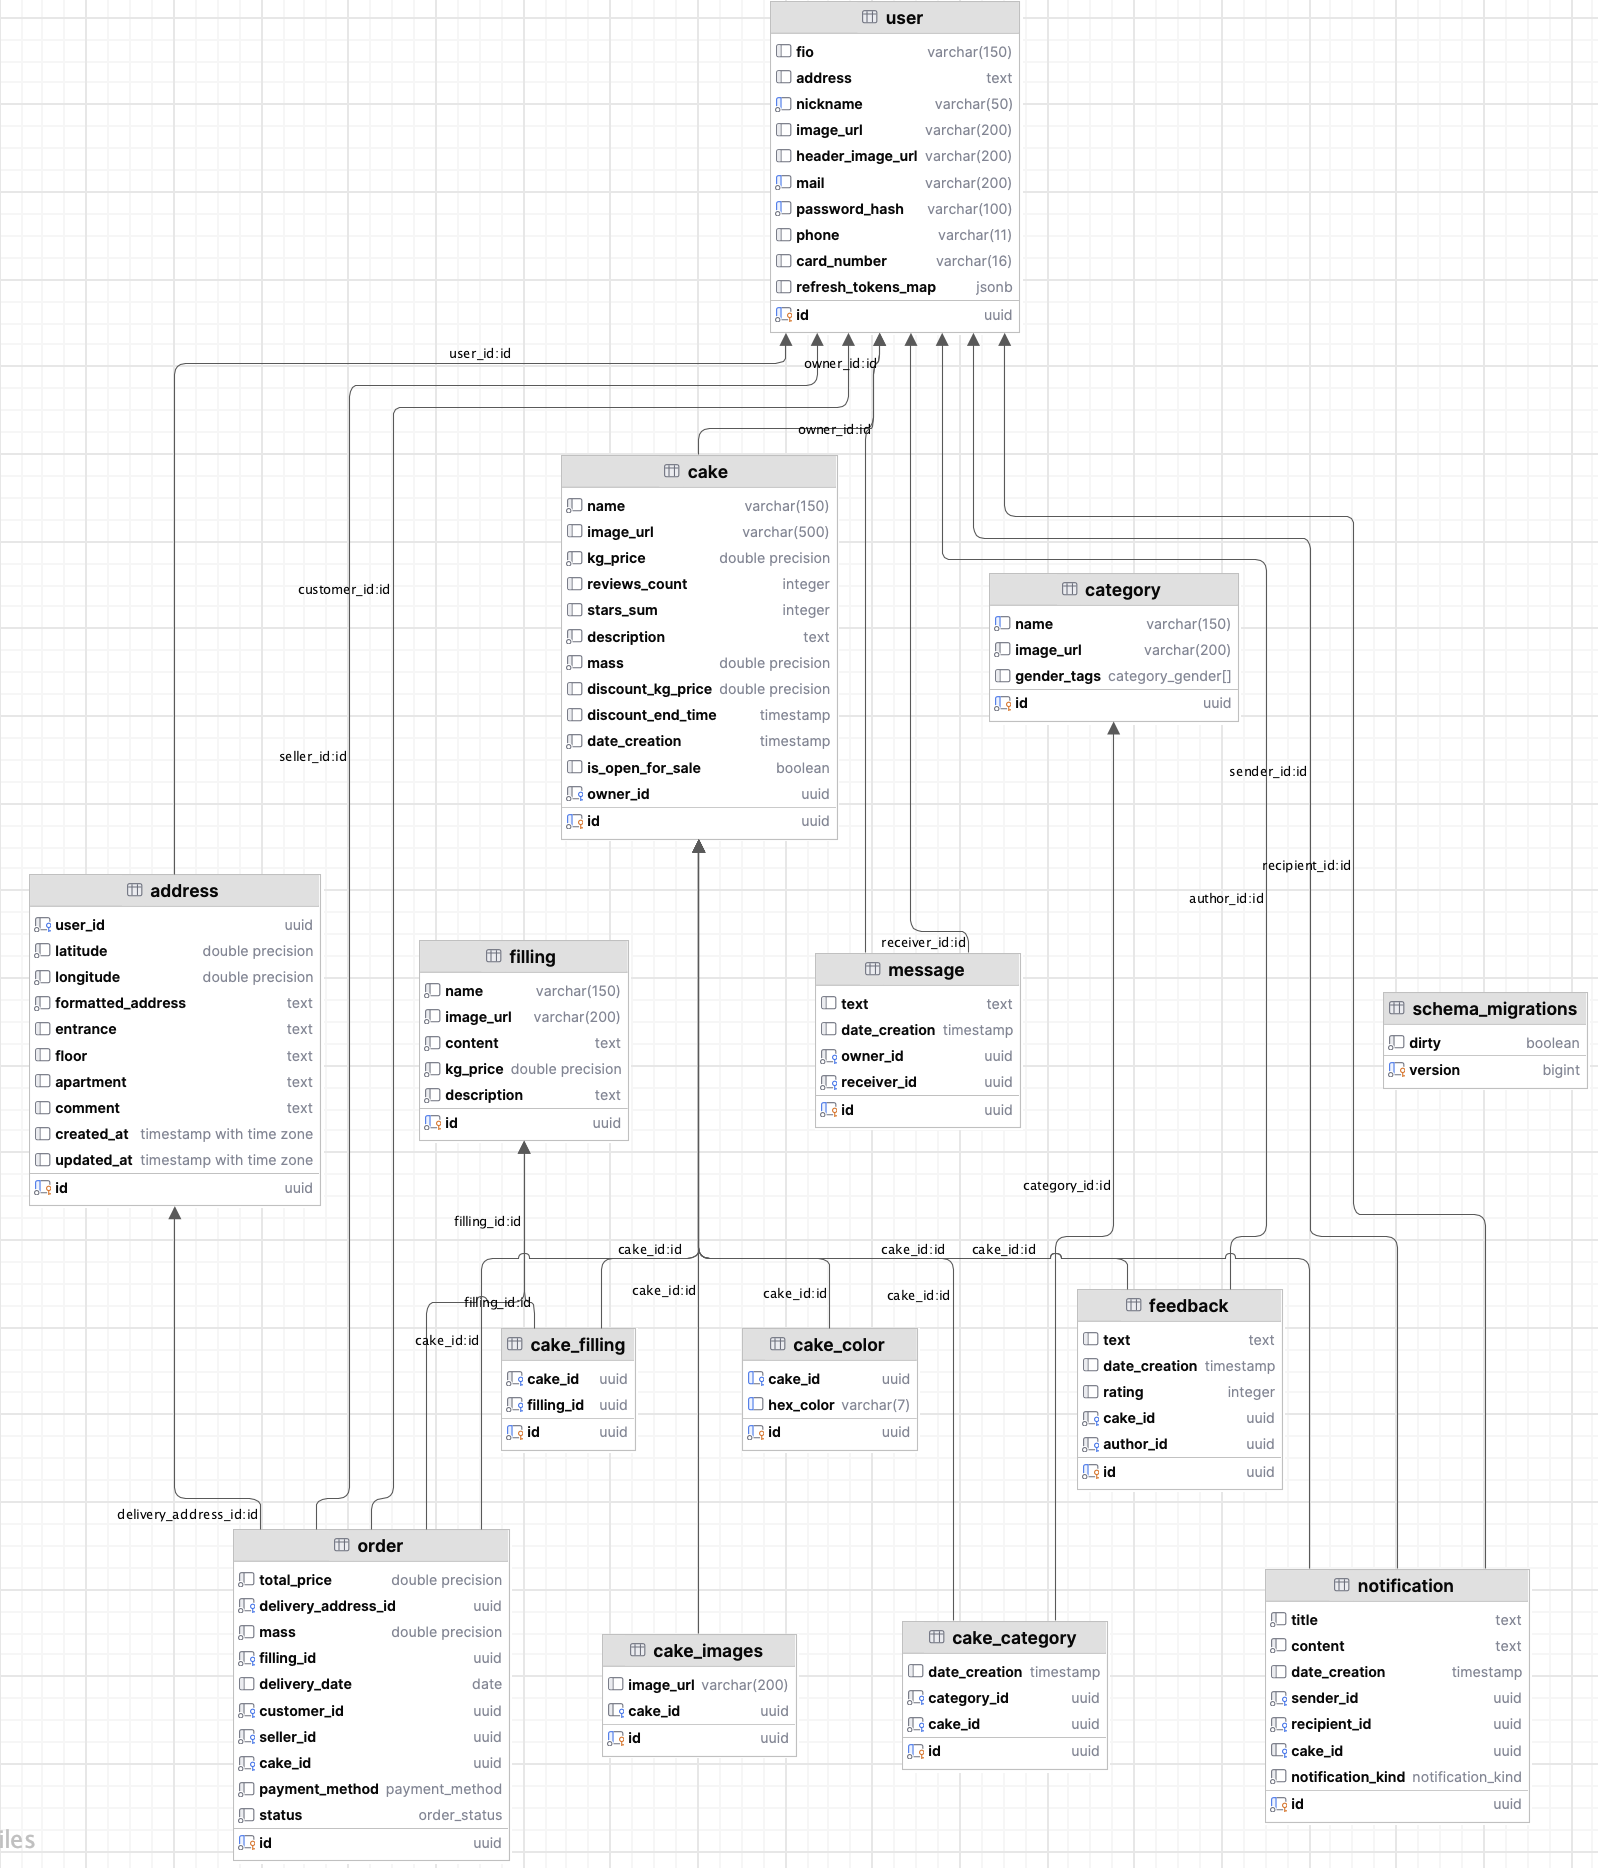 user
fio varchar(150)
address text
nickname varchar(50)
image_url varchar(200)
header_image_url varchar(200)
mail varchar(200)
password_hash varchar(100)
phone varchar(11)
card_number varchar(16)
refresh_tokens_map jsonb
id uuid
user_id:id
owner_id:id
owner_id:id
cake
name varchar(150)
image_url varchar(500)
kg_price double precision
reviews_count integer
stars_sum integer
description text
mass double precision
discount_kg_price double precision
discount_end_time timestamp
date_creation timestamp
is_open_for_sale boolean
owner_id uuid
id uuid
customer_id:id
seller_id:id
category
name varchar(150)
image_url varchar(200)
gender_tags category_gender[]
id uuid
sender_id:id
recipient_id:id
author_id:id
receiver_id:id
address
user_id uuid
latitude double precision
longitude double precision
formatted_address text
entrance text
floor text
apartment text
comment text
created_at timestamp with time zone
updated_at timestamp with time zone
id uuid
filling
name varchar(150)
image_url varchar(200)
content text
kg_price double precision
description text
id uuid
message
text text
date_creation timestamp
owner_id uuid
receiver_id uuid
id uuid
schema_migrations
dirty boolean
version bigint
category_id:id
filling_id:id
cake_id:id
cake_id:id
cake_id:id
cake_id:id
cake_id:id
cake_id:id
filling_id:id
cake_id:id
cake_filling
cake_id uuid
filling_id uuid
id uuid
cake_color
cake_id uuid
hex_color varchar(7)
id uuid
feedback
text text
date_creation timestamp
rating integer
cake_id uuid
author_id uuid
id uuid
delivery_address_id:id
order
total_price double precision
delivery_address_id uuid
mass double precision
filling_id uuid
delivery_date date
customer_id uuid
seller_id uuid
cake_id uuid
payment_method payment_method
status order_status
id uuid
cake_images
image_url varchar(200)
cake_id uuid
id uuid
cake_category
date_creation timestamp
category_id uuid
cake_id uuid
id uuid
notification
title text
content text
date_creation timestamp
sender_id uuid
recipient_id uuid
cake_id uuid
notification_kind notification_kind
id uuid
iles